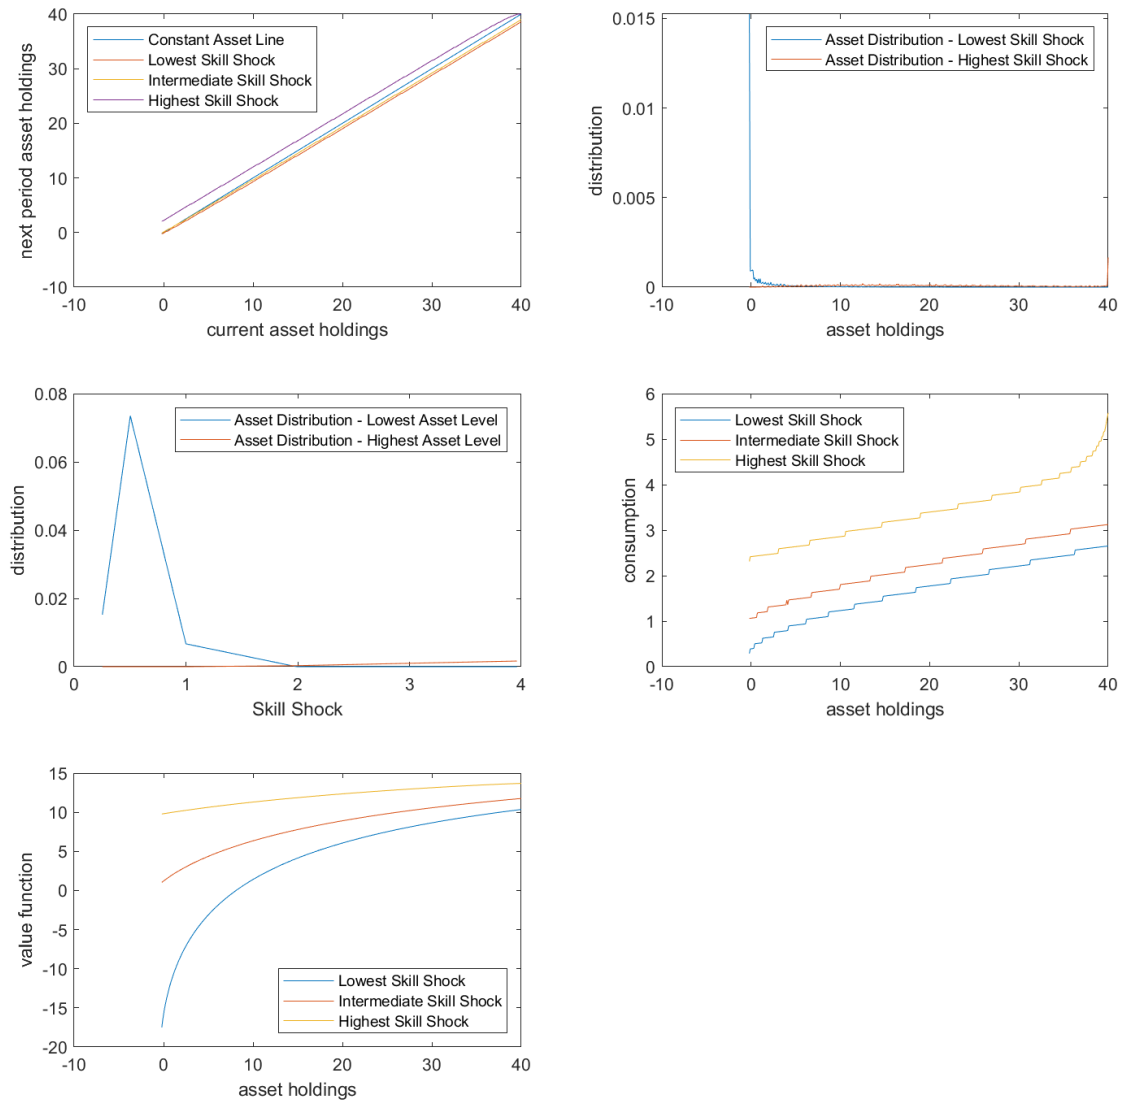 40
30
20
10
0
-10
-10
0
10
20
30
40
next period asset holdings
current asset holdings
Constant Asset Line
Lowest Skill Shock
Intermediate Skill Shock
Highest Skill Shock
0.015
0.01
0.005
0
-10
0
10
20
30
40
distribution
asset holdings
Asset Distribution - Lowest Skill Shock
Asset Distribution - Highest Skill Shock
0.08
0.06
0.04
0.02
0
0
1
2
3
4
distribution
Skill Shock
Asset Distribution - Lowest Asset Level
Asset Distribution - Highest Asset Level
6
5
4
3
2
1
0
-10
0
10
20
30
40
consumption
asset holdings
Lowest Skill Shock
Intermediate Skill Shock
Highest Skill Shock
15
10
5
0
-5
-10
-15
-20
-10
0
10
20
30
40
value function
asset holdings
Lowest Skill Shock
Intermediate Skill Shock
Highest Skill Shock